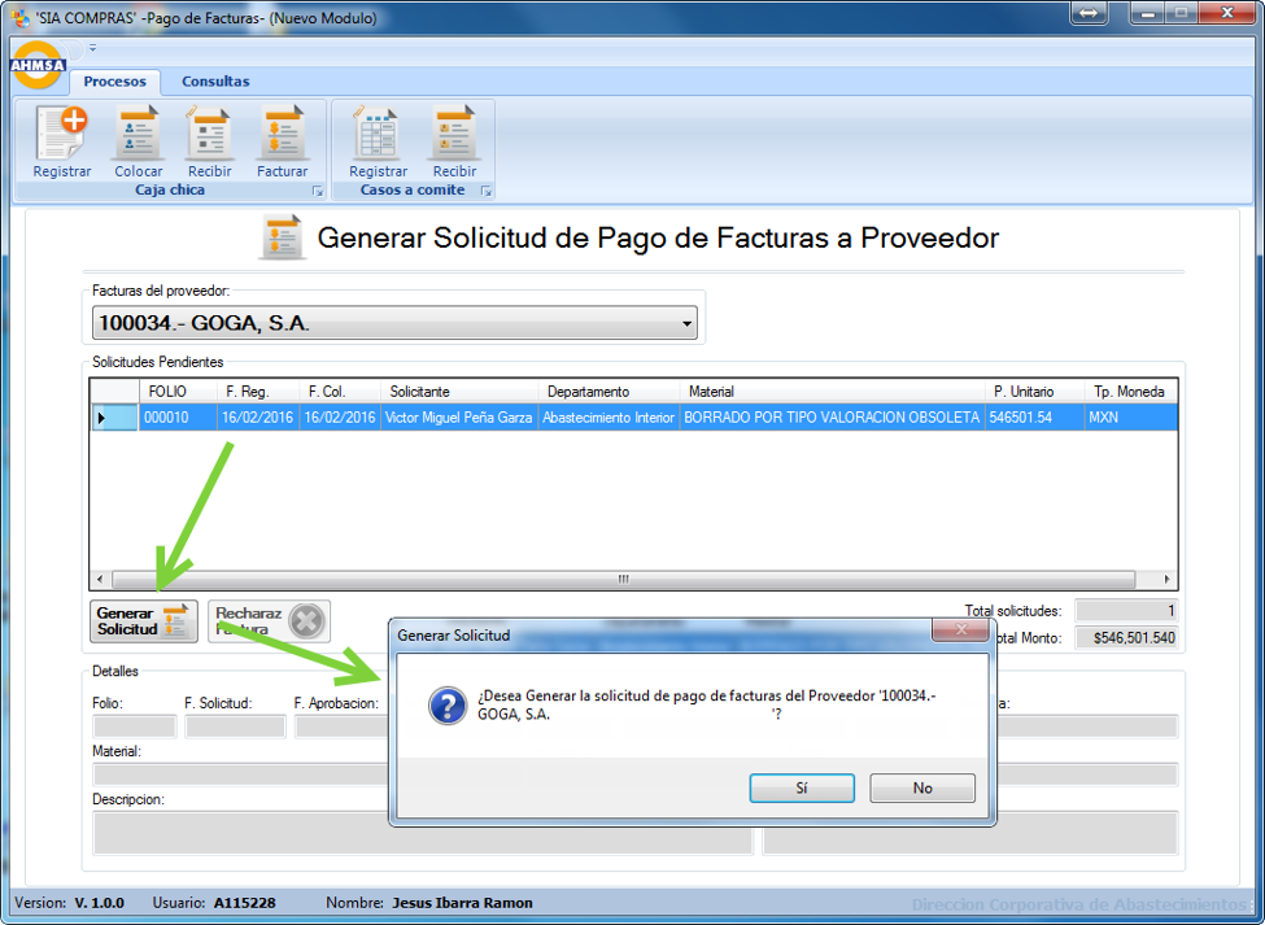 'SIA COMPRAS' -Pago de Facturas- (Nuevo Modulo)
AHMSA
Procesos Consultas
Registrar Colocar Recibir Facturar Registrar Recibir
Caja chica Casos a comite
Generar Solicitud de Pago de Facturas a Proveedor
Facturas del proveedor:
100034.- GOGA, S.A.
Solicitudes Pendientes
FOLIO F. Reg. F. Col. Solicitante Departamento Material P. Unitario Tp. Moneda
000010 16/02/2016 16/02/2016 Victor Miguel Peña Garza Abastecimiento Interior BORRADO POR TIPO VALORACION OBSOLETA 546501.54 MXN
Generar Solicitud
Recharaz Factura
Total solicitudes: 1
otal Monto: $546,501.540
Generar Solicitud
¿Desea Generar la solicitud de pago de facturas del Proveedor '100034.-
GOGA, S.A. '?
Sí No
Detalles
Folio: F. Solicitud: F. Aprobacion: a:
Material:
Descripcion:
Version: V. 1.0.0 Usuario: A115228 Nombre: Jesus Ibarra Ramon Direccion Corporativa de Abastecimientos